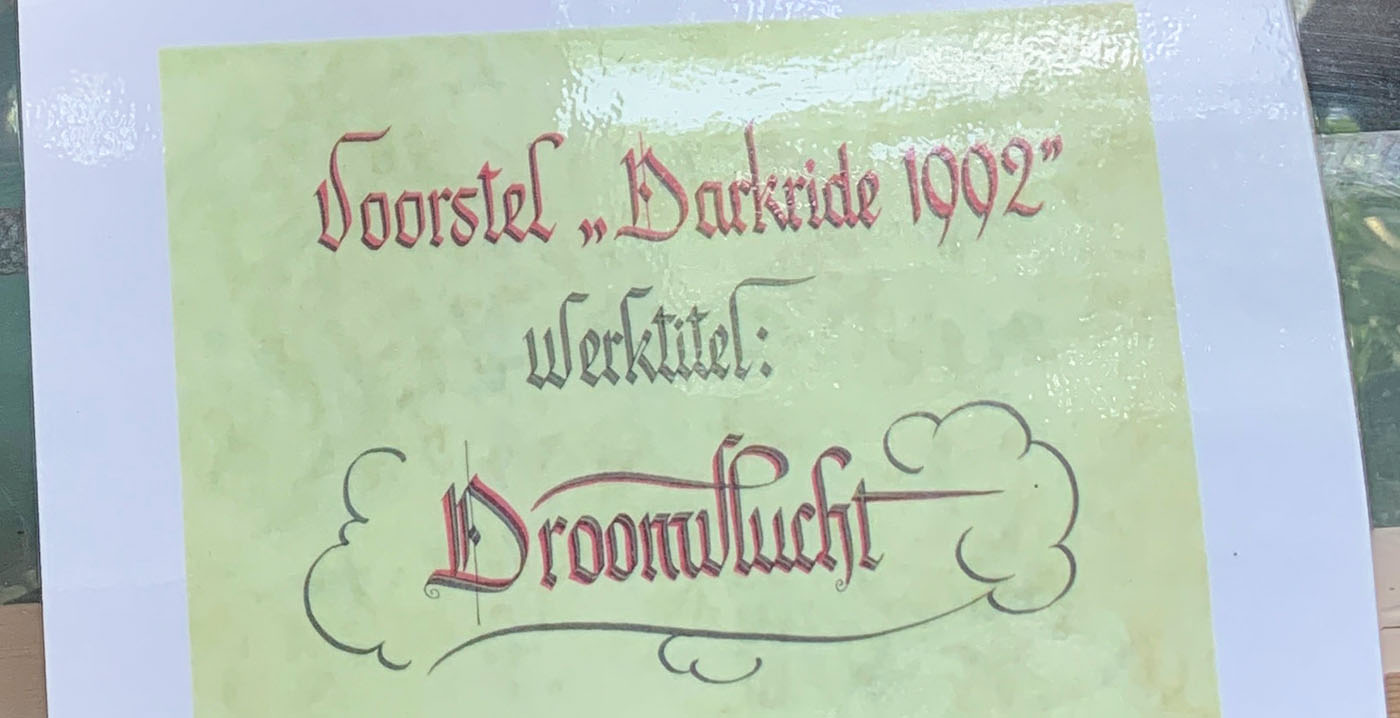 Voorstel „Darkride 1992”
Werktitel:
Droomvlucht